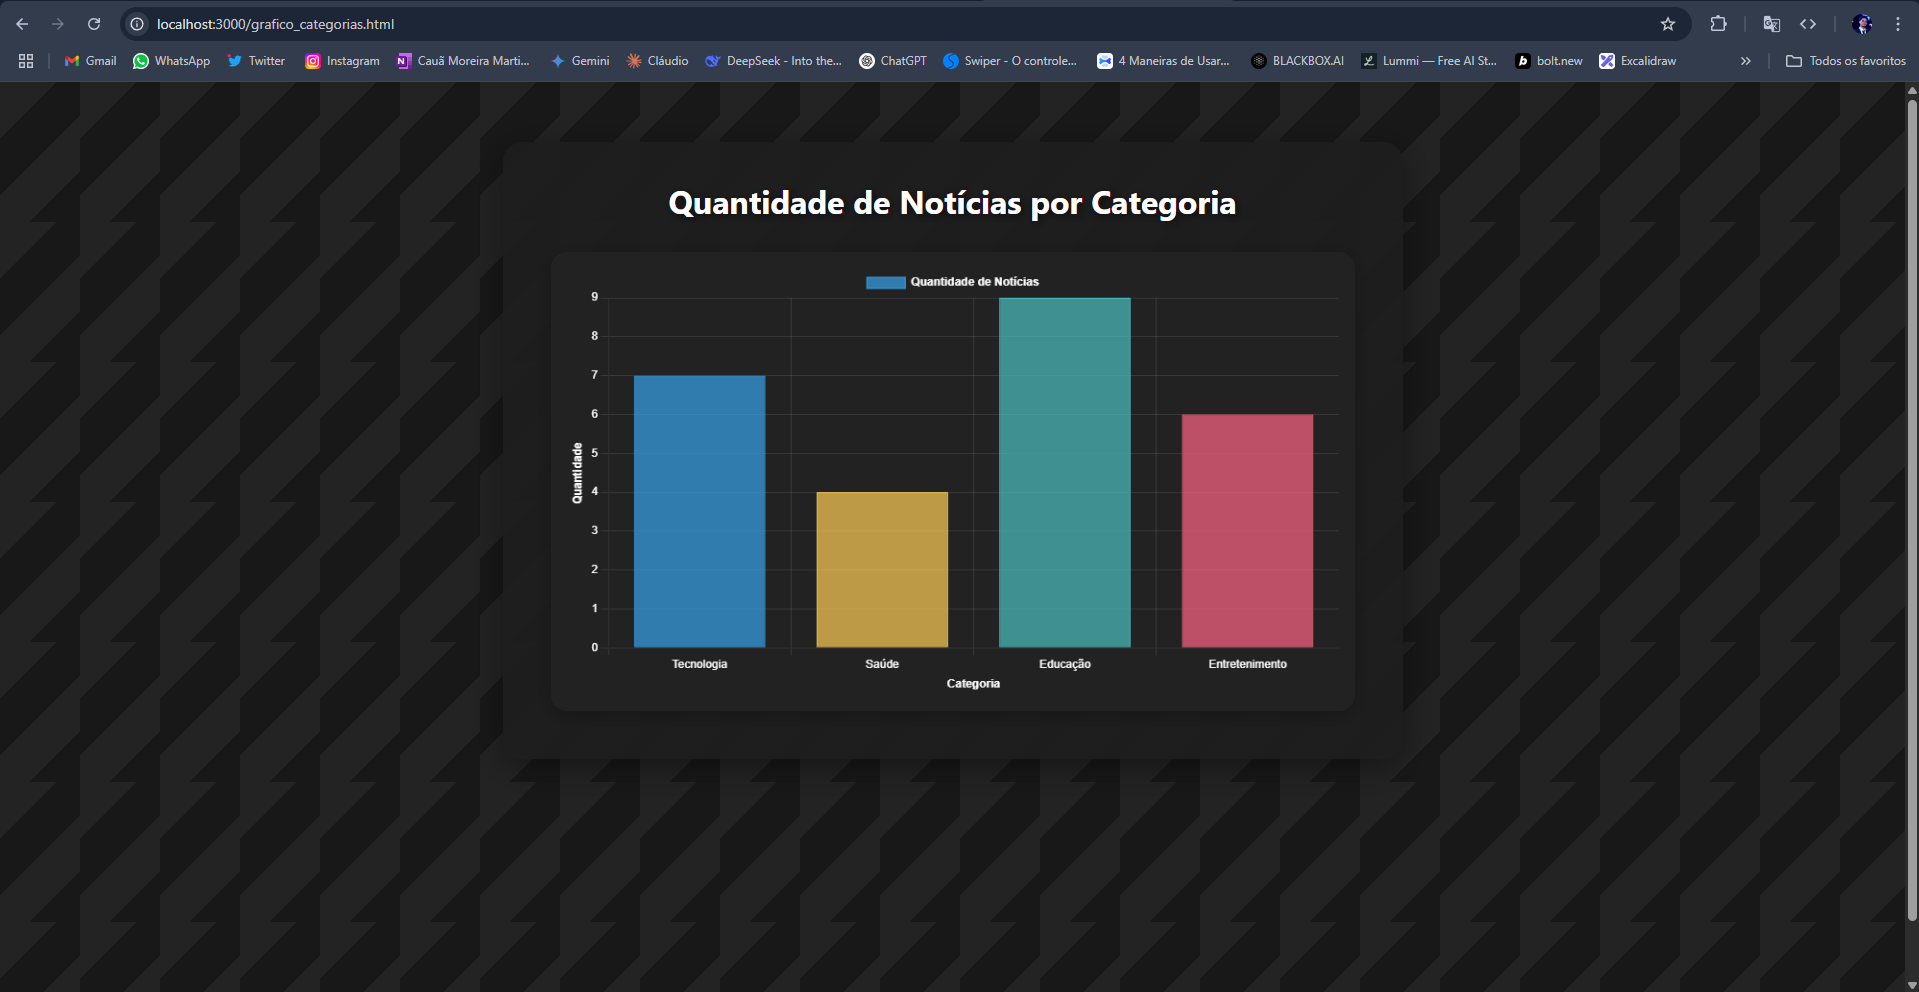 localhost:3000/grafico_categorias.html
Gmail WhatsApp Twitter Instagram Cauã Moreira Marti... Gemini Cláudio DeepSeek - Into the... ChatGPT Swiper - O controle... 4 Maneiras de Usar... BLACKBOX.AI Lummi — Free AI St... bolt.new Excalidraw » Todos os favoritos
Quantidade de Notícias por Categoria
Quantidade de Notícias
9
8
7
6
5
4
3
2
1
0
Quantidade
Tecnologia Saúde Educação Entretenimento
Categoria